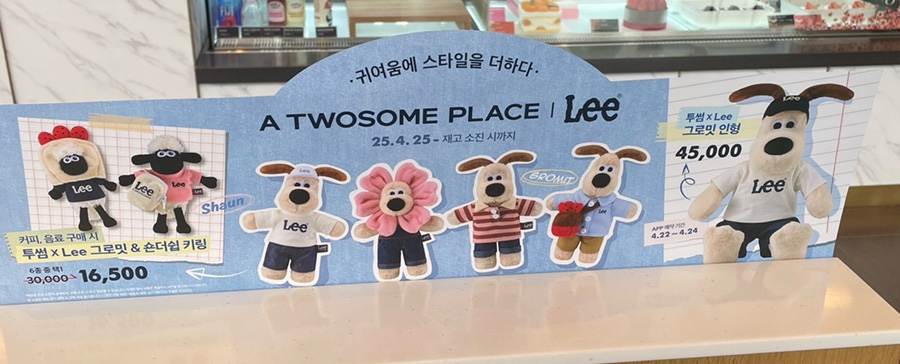 ·귀여움에 스타일을 더하다·
A TWOSOME PLACE | Lee
25.4.25 - 재고 소진 시까지
Lee
Lee
Shaun
커피, 음료 구매 시
투썸 x Lee 그로밋 & 숀더쉽 키링
6종 중 택1
30,000 16,500
Lee
GROMIT
투썸 x Lee
그로밋 인형
45,000
Lee
APP 예약 기간
4.22 ~ 4.24